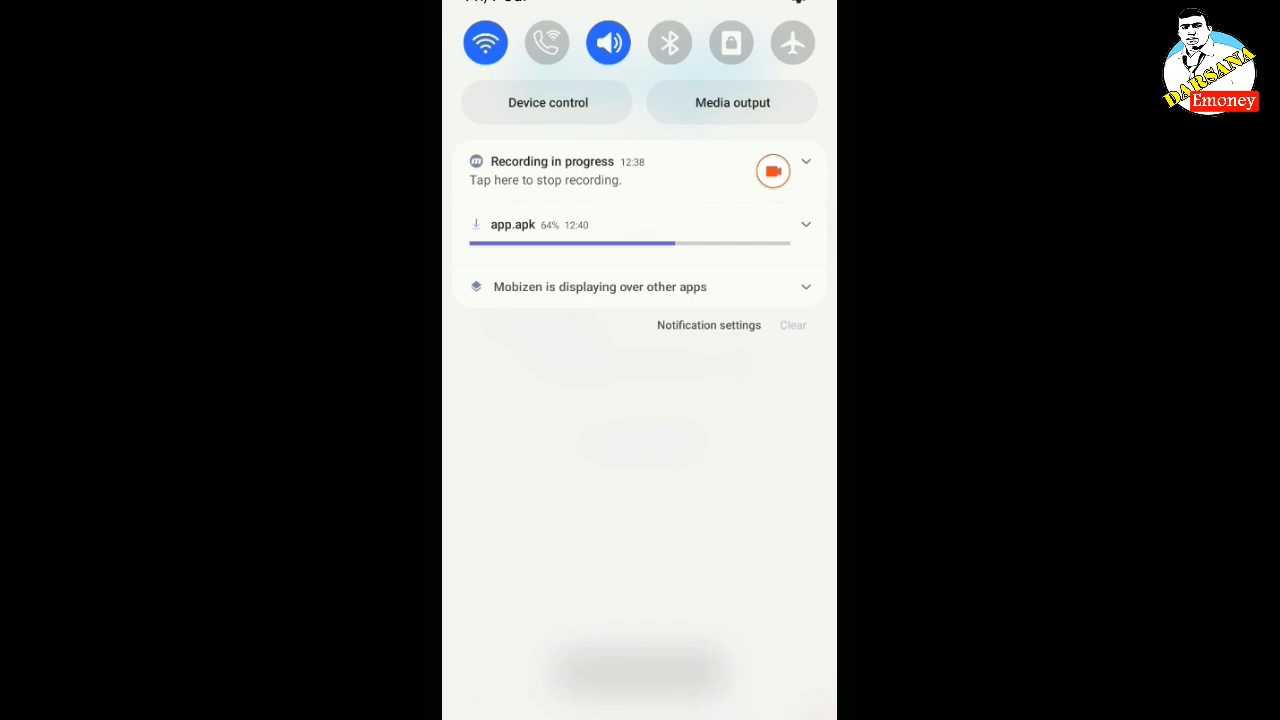 Device control
Media output
Recording in progress 12:38
Tap here to stop recording.
app.apk 64% 12:40
Mobizen is displaying over other apps
Notification settings Clear
DARSANA
Emoney